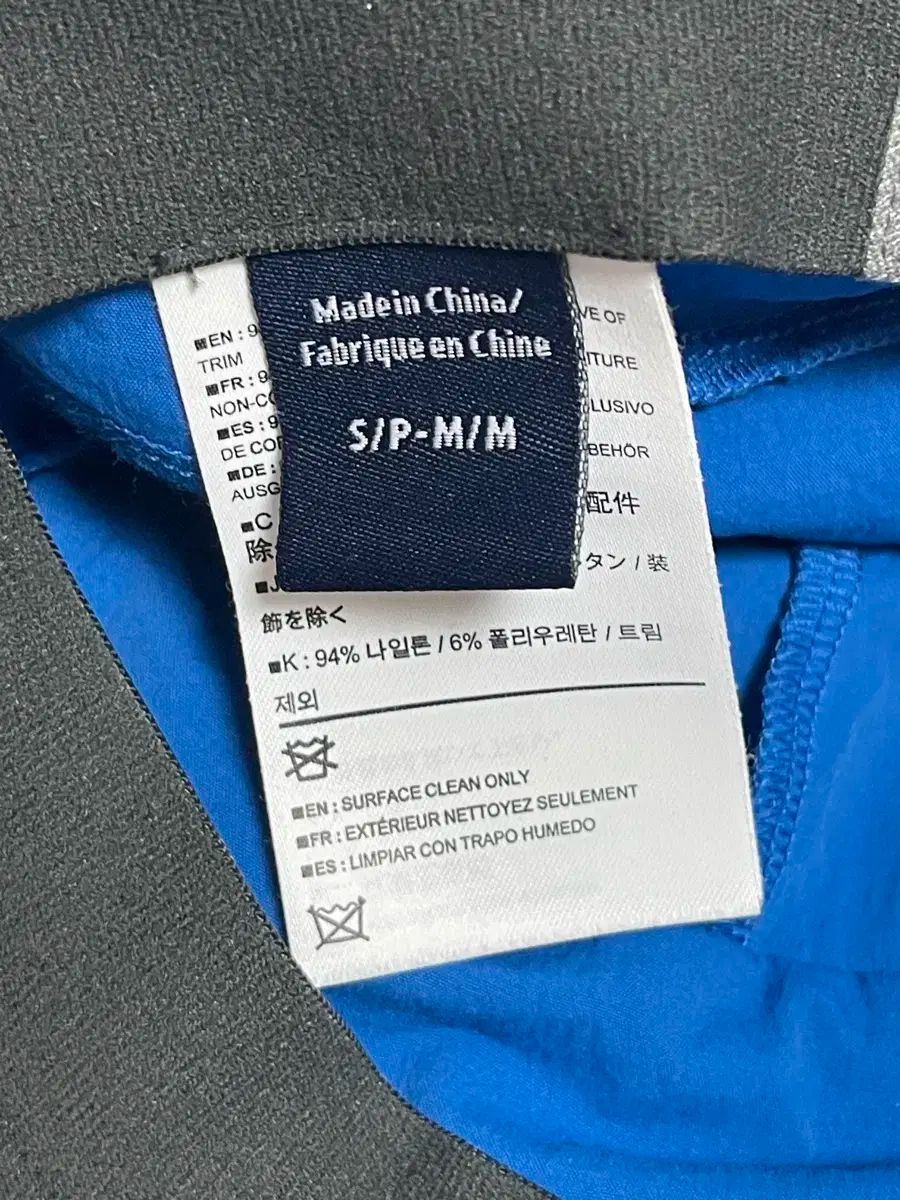 Made in China/
Fabrique en Chine
S/P-M/M
EN : 9
VE OF
TRIM
FR : 9
ITURE
NON-CO
ES : 9
LUSIVO
DE COI
DE :
BEHÖR
AUSG
C
配件
除
J
タン / 装
飾を除く
K : 94% 나일론 / 6% 폴리우레탄 / 트림
제외
EN : SURFACE CLEAN ONLY
FR : EXTÉRIEUR NETTOYEZ SEULEMENT
ES : LIMPIAR CON TRAPO HUMEDO